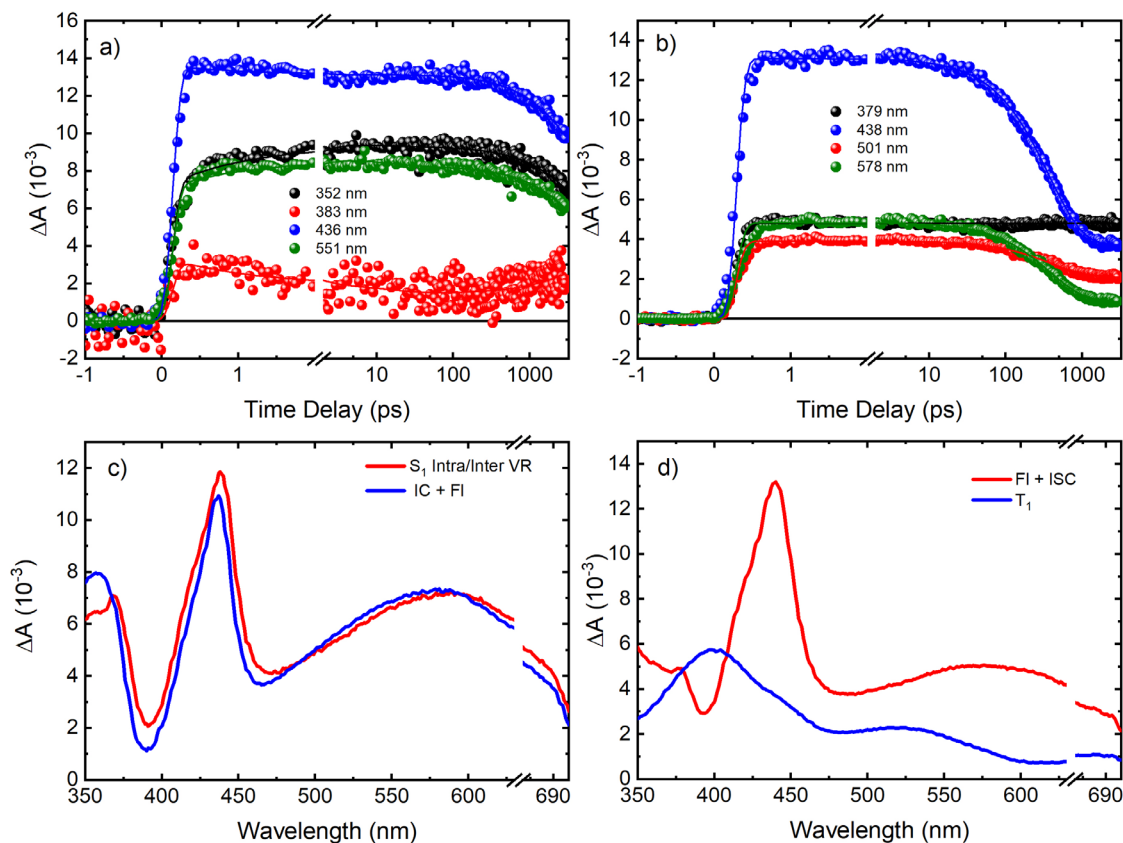 a)
16
14
12
10
8
6
4
2
0
-2
ΔA (10⁻³)
352 nm
383 nm
436 nm
551 nm
-1 0 1 10 100 1000
Time Delay (ps)
b)
14
12
10
8
6
4
2
0
-2
ΔA (10⁻³)
379 nm
438 nm
501 nm
578 nm
-1 0 1 10 100 1000
Time Delay (ps)
c)
12
10
8
6
4
2
0
ΔA (10⁻³)
S₁ Intra/Inter VR
IC + FI
350 400 450 500 550 600 690
Wavelength (nm)
d)
14
12
10
8
6
4
2
0
ΔA (10⁻³)
FI + ISC
T₁
350 400 450 500 550 600 690
Wavelength (nm)